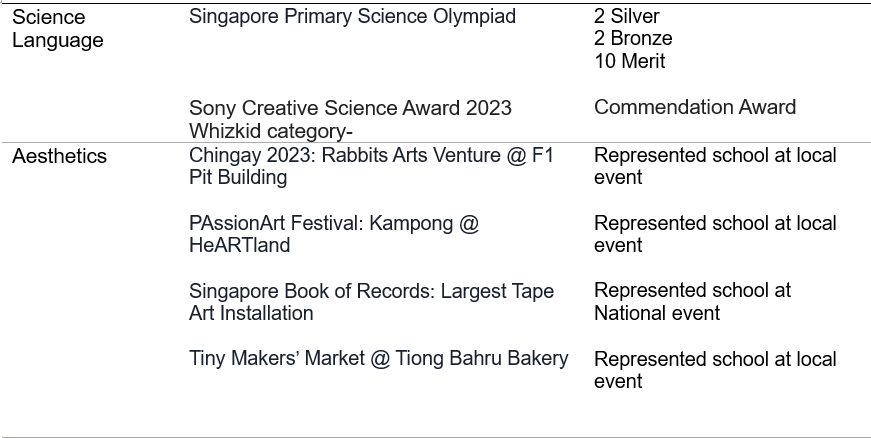 Science
Language
Singapore Primary Science Olympiad
2 Silver
2 Bronze
10 Merit
Sony Creative Science Award 2023
Whizkid category-
Commendation Award
Aesthetics
Chingay 2023: Rabbits Arts Venture @ F1
Pit Building
Represented school at local
event
PAssionArt Festival: Kampong @
HeARTland
Represented school at local
event
Singapore Book of Records: Largest Tape
Art Installation
Represented school at
National event
Tiny Makers’ Market @ Tiong Bahru Bakery
Represented school at local
event